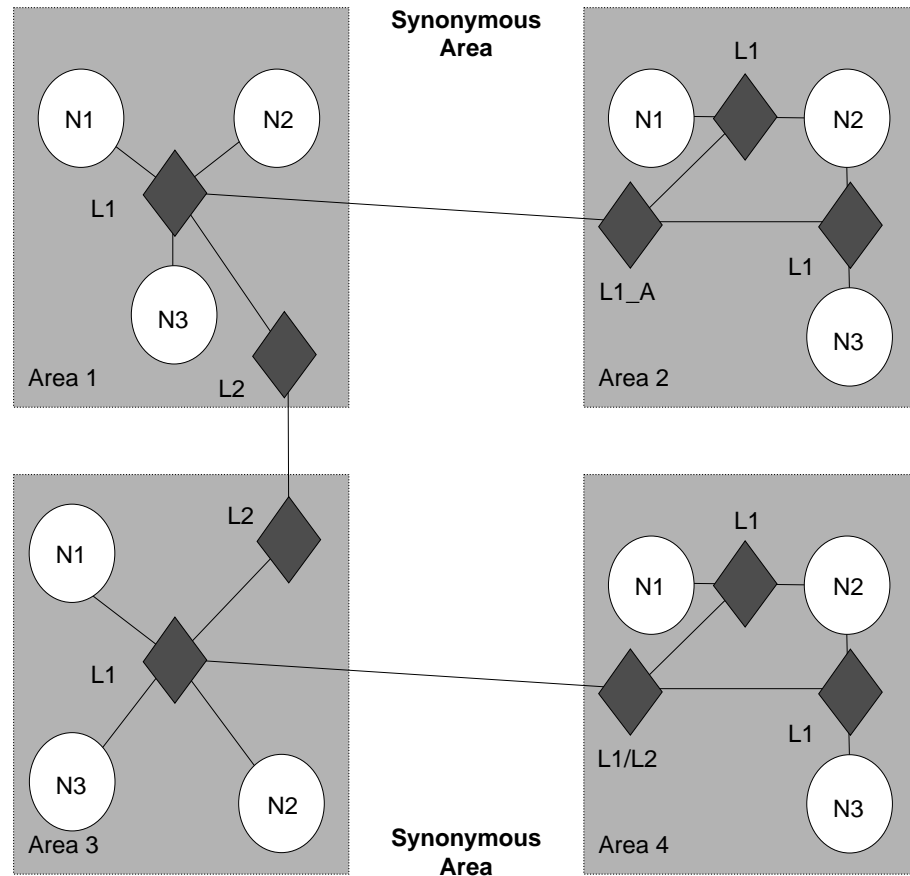 Synonymous
Area
N1
N2
L1
N3
L2
Area 1
L1
N1
N2
L1_A
L1
N3
Area 2
L2
N1
L1
N3
N2
Area 3
L1
N1
N2
L1/L2
L1
N3
Area 4
Synonymous
Area